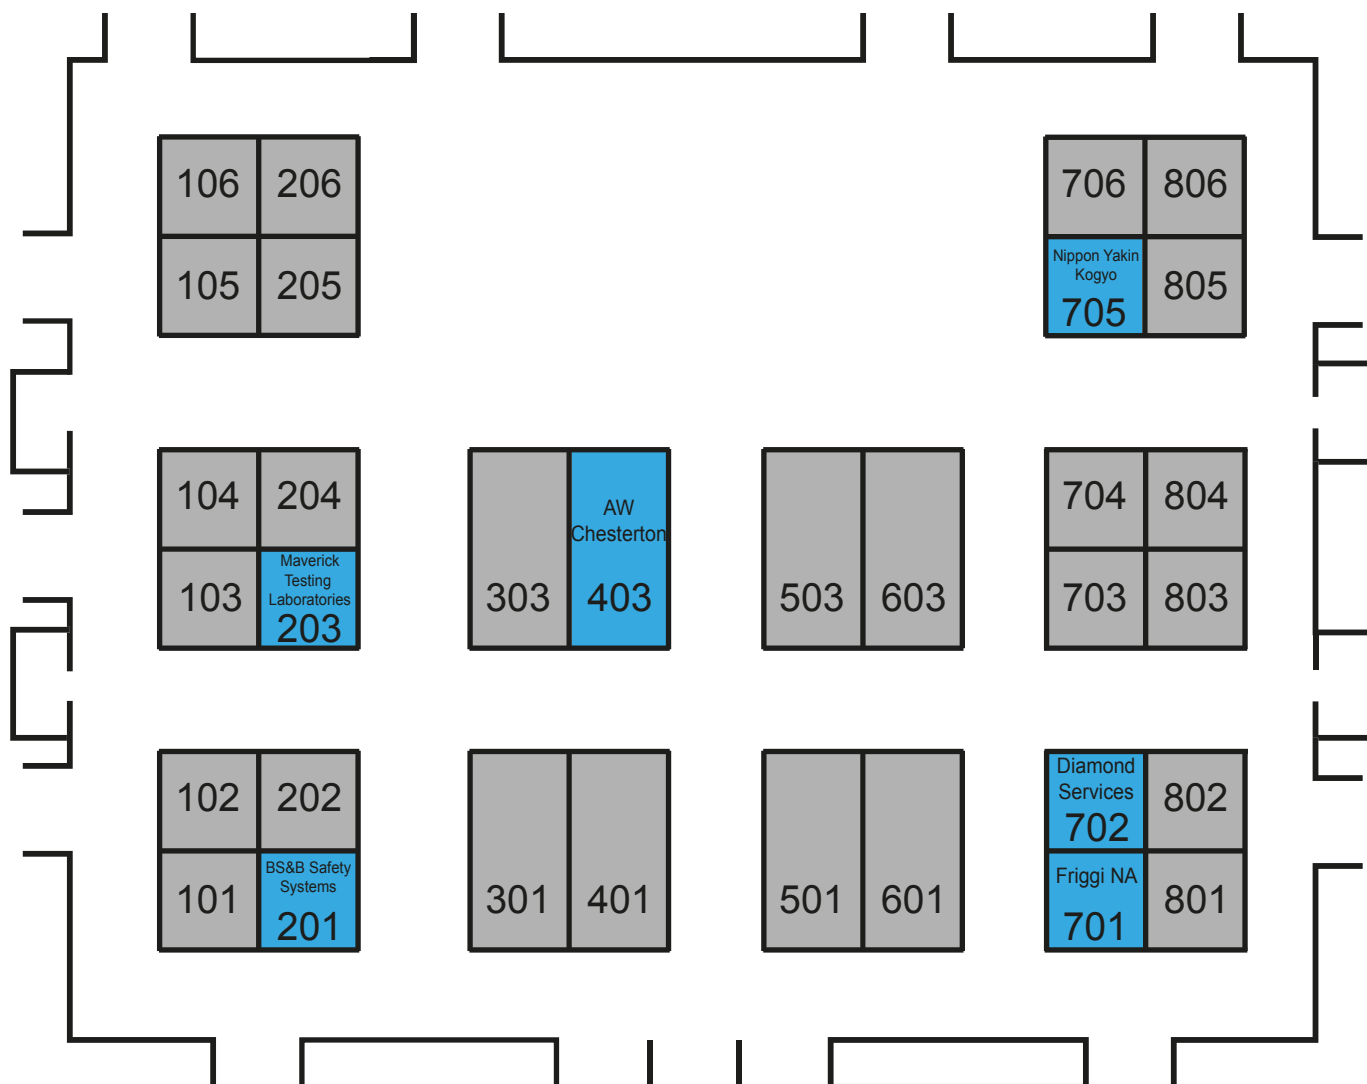 106 206
706 806
105 205
Nippon Yakin
Kogyo
705
805
104 204
AW
Chesterton
704 804
103
Maverick
Testing
Laboratories
203
303 403
503 603
703 803
102 202
Diamond
Services
702
802
101
BS&B Safety
Systems
201
301 401
501 601
Friggi NA
701
801